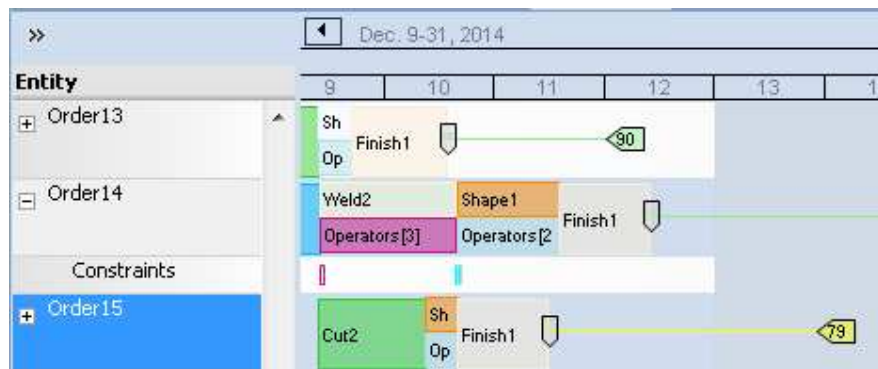 »
Dec. 9-31, 2014
Entity
9 10 11 12 13 1
Order13
Sh
Op
Finish1
90
Order14
Weld2
Operators[3]
Shape1
Operators[2
Finish1
Constraints
Order15
Cut2
Sh
Op
Finish1
79